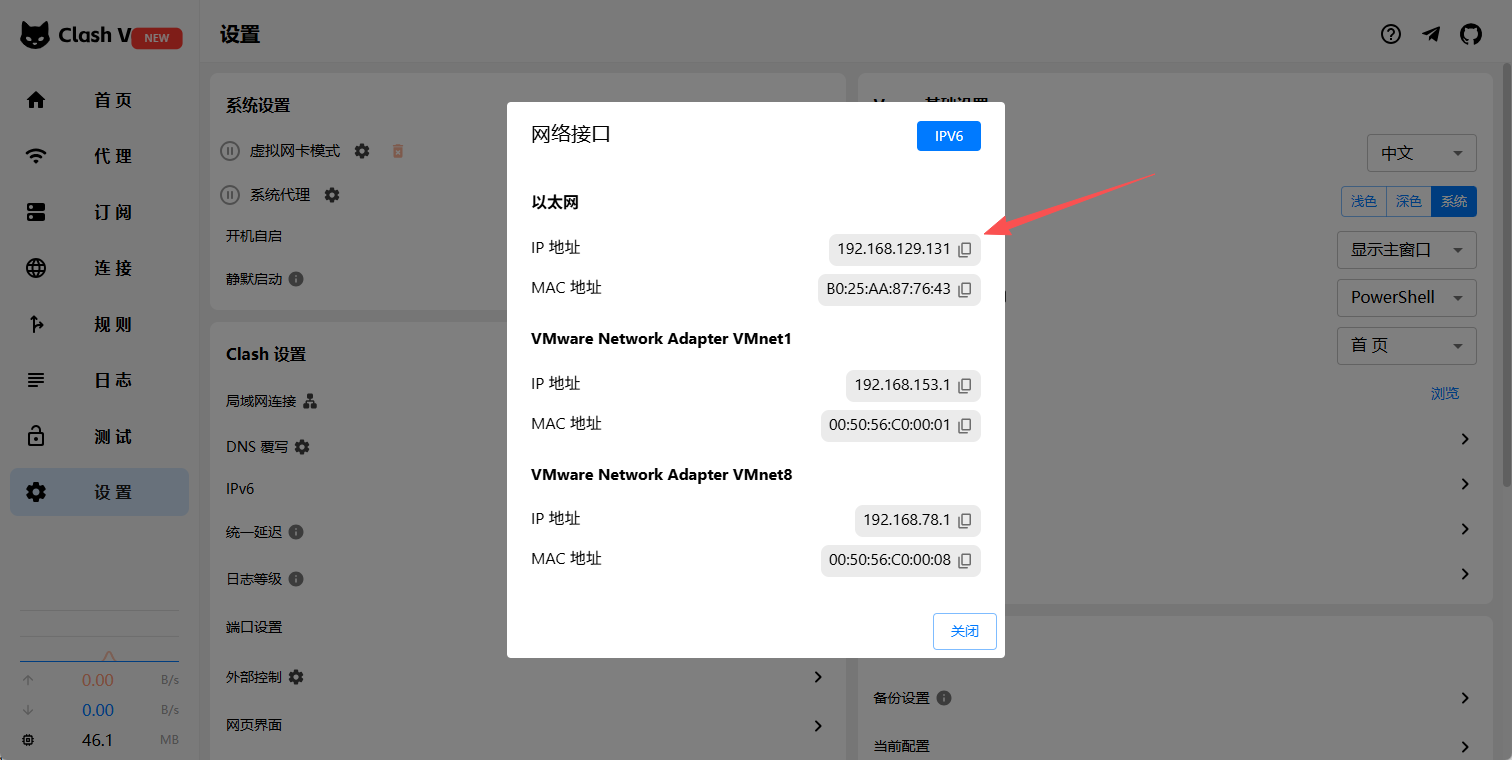 Clash V
NEW
设置
首 页
代 理
订 阅
连 接
规 则
日 志
测 试
设 置
0.00 B/s
0.00 B/s
46.1 MB
系统设置
虚拟网卡模式
系统代理
开机自启
静默启动
Clash 设置
局域网连接
DNS 覆写
IPv6
统一延迟
日志等级
端口设置
外部控制
网页界面
网络接口
IPV6
以太网
IP 地址 192.168.129.131
MAC 地址 B0:25:AA:87:76:43
VMware Network Adapter VMnet1
IP 地址 192.168.153.1
MAC 地址 00:50:56:C0:00:01
VMware Network Adapter VMnet8
IP 地址 192.168.78.1
MAC 地址 00:50:56:C0:00:08
关闭
中文
浅色 深色 系统
显示主窗口
PowerShell
首 页
浏览
备份设置
当前配置